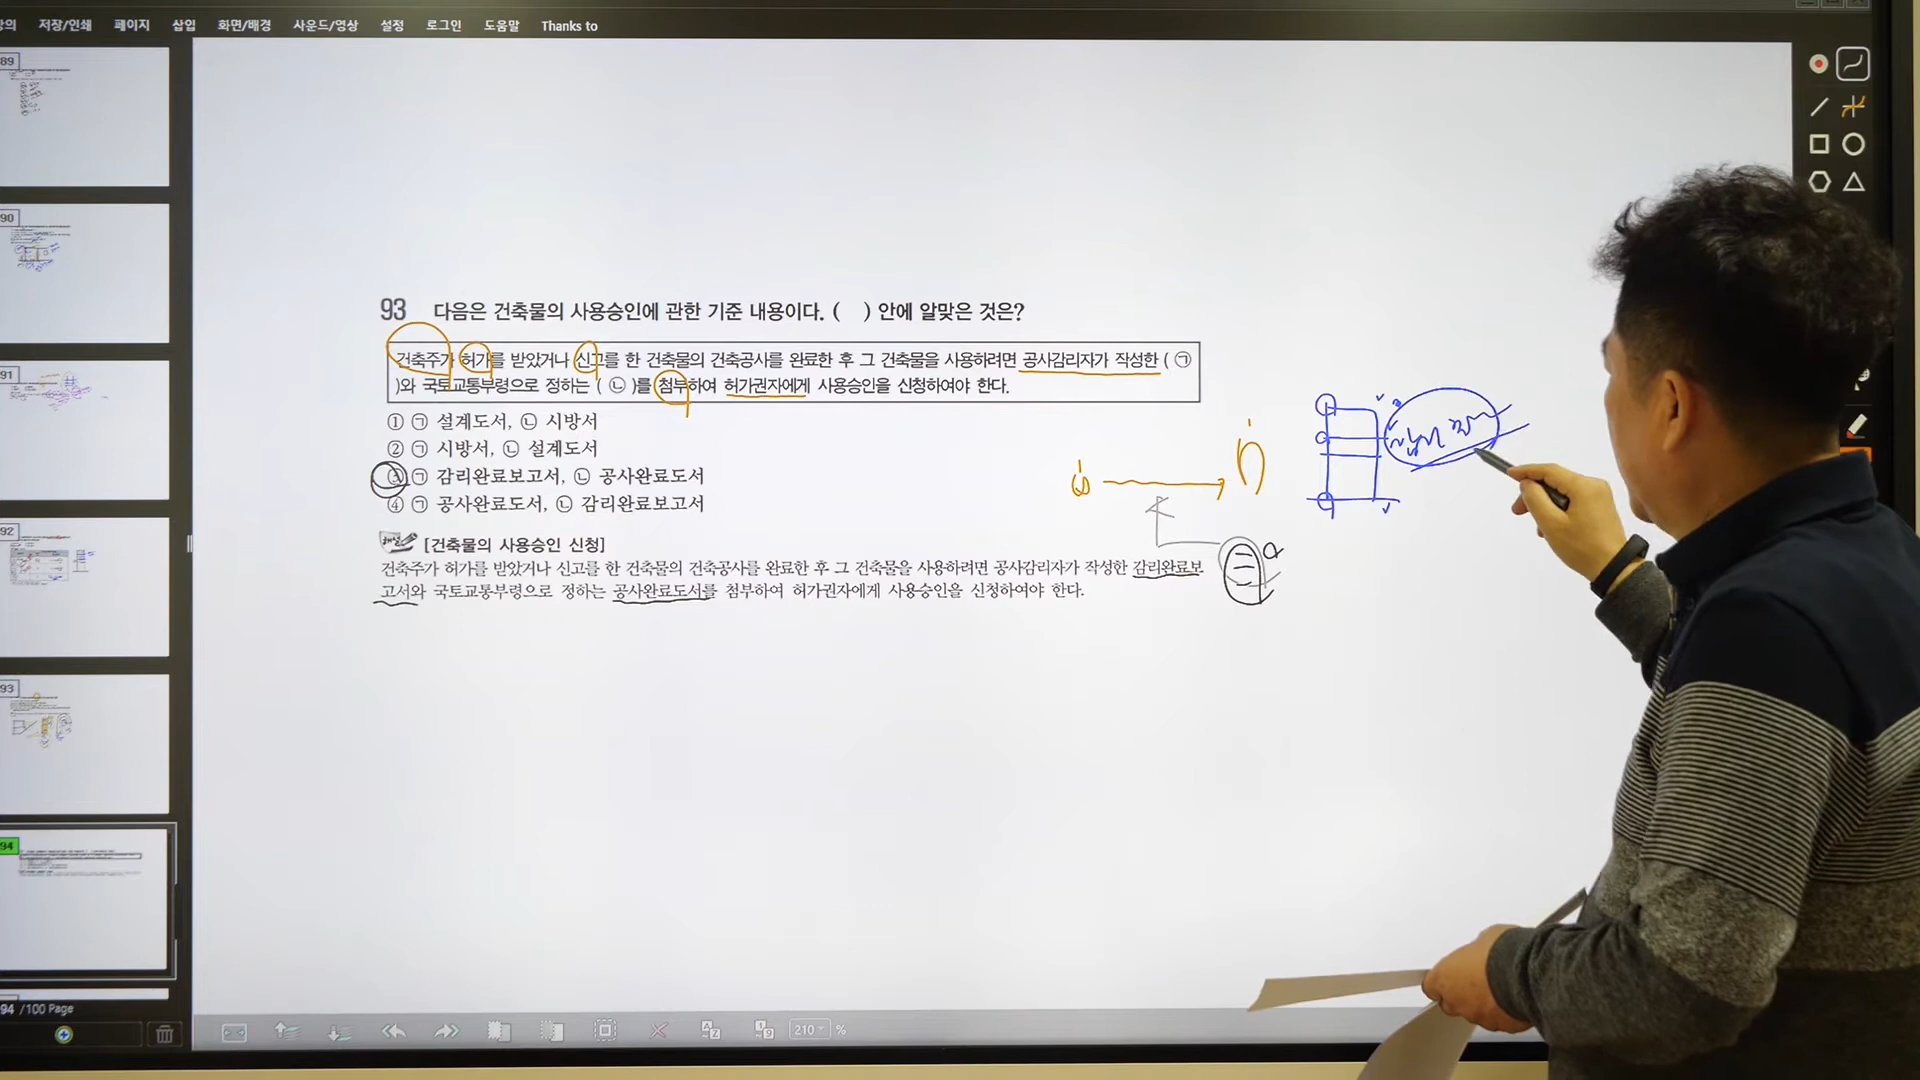 저장/인쇄 페이지 삽입 화면/배경 사운드/영상 설정 로그인 도움말 Thanks to
89
90
91
92
93
94
93 다음은 건축물의 사용승인에 관한 기준 내용이다. ( ) 안에 알맞은 것은?
건축주가 허가를 받았거나 신고를 한 건축물의 건축공사를 완료한 후 그 건축물을 사용하려면 공사감리자가 작성한 ( ㉠
)와 국토교통부령으로 정하는 ( ㉡ )를 첨부하여 허가권자에게 사용승인을 신청하여야 한다.
① ㉠ 설계도서, ㉡ 시방서
② ㉠ 시방서, ㉡ 설계도서
③ ㉠ 감리완료보고서, ㉡ 공사완료도서
④ ㉠ 공사완료도서, ㉡ 감리완료보고서
해설 [건축물의 사용승인 신청]
건축주가 허가를 받았거나 신고를 한 건축물의 건축공사를 완료한 후 그 건축물을 사용하려면 공사감리자가 작성한 감리완료보
고서와 국토교통부령으로 정하는 공사완료도서를 첨부하여 허가권자에게 사용승인을 신청하여야 한다.
94 /100 Page
210 %